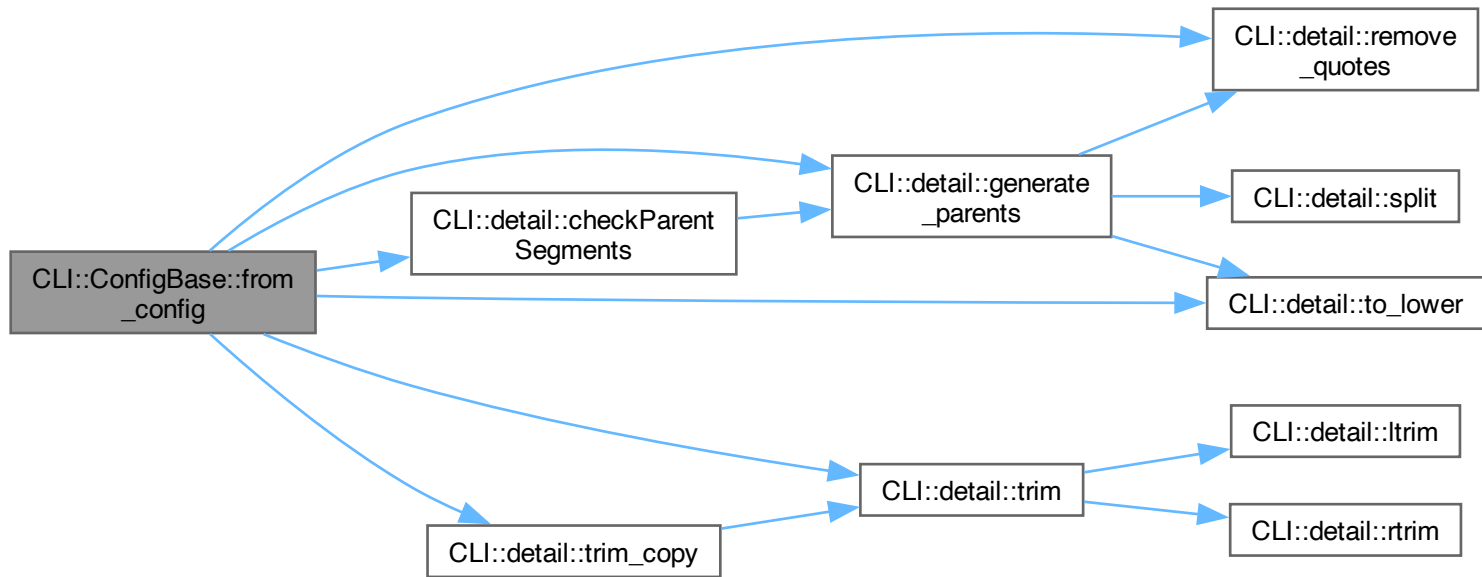 CLI::detail::remove
_quotes
CLI::detail::generate
_parents
CLI::detail::split
CLI::detail::checkParent
Segments
CLI::ConfigBase::from
_config
CLI::detail::to_lower
CLI::detail::ltrim
CLI::detail::trim
CLI::detail::rtrim
CLI::detail::trim_copy